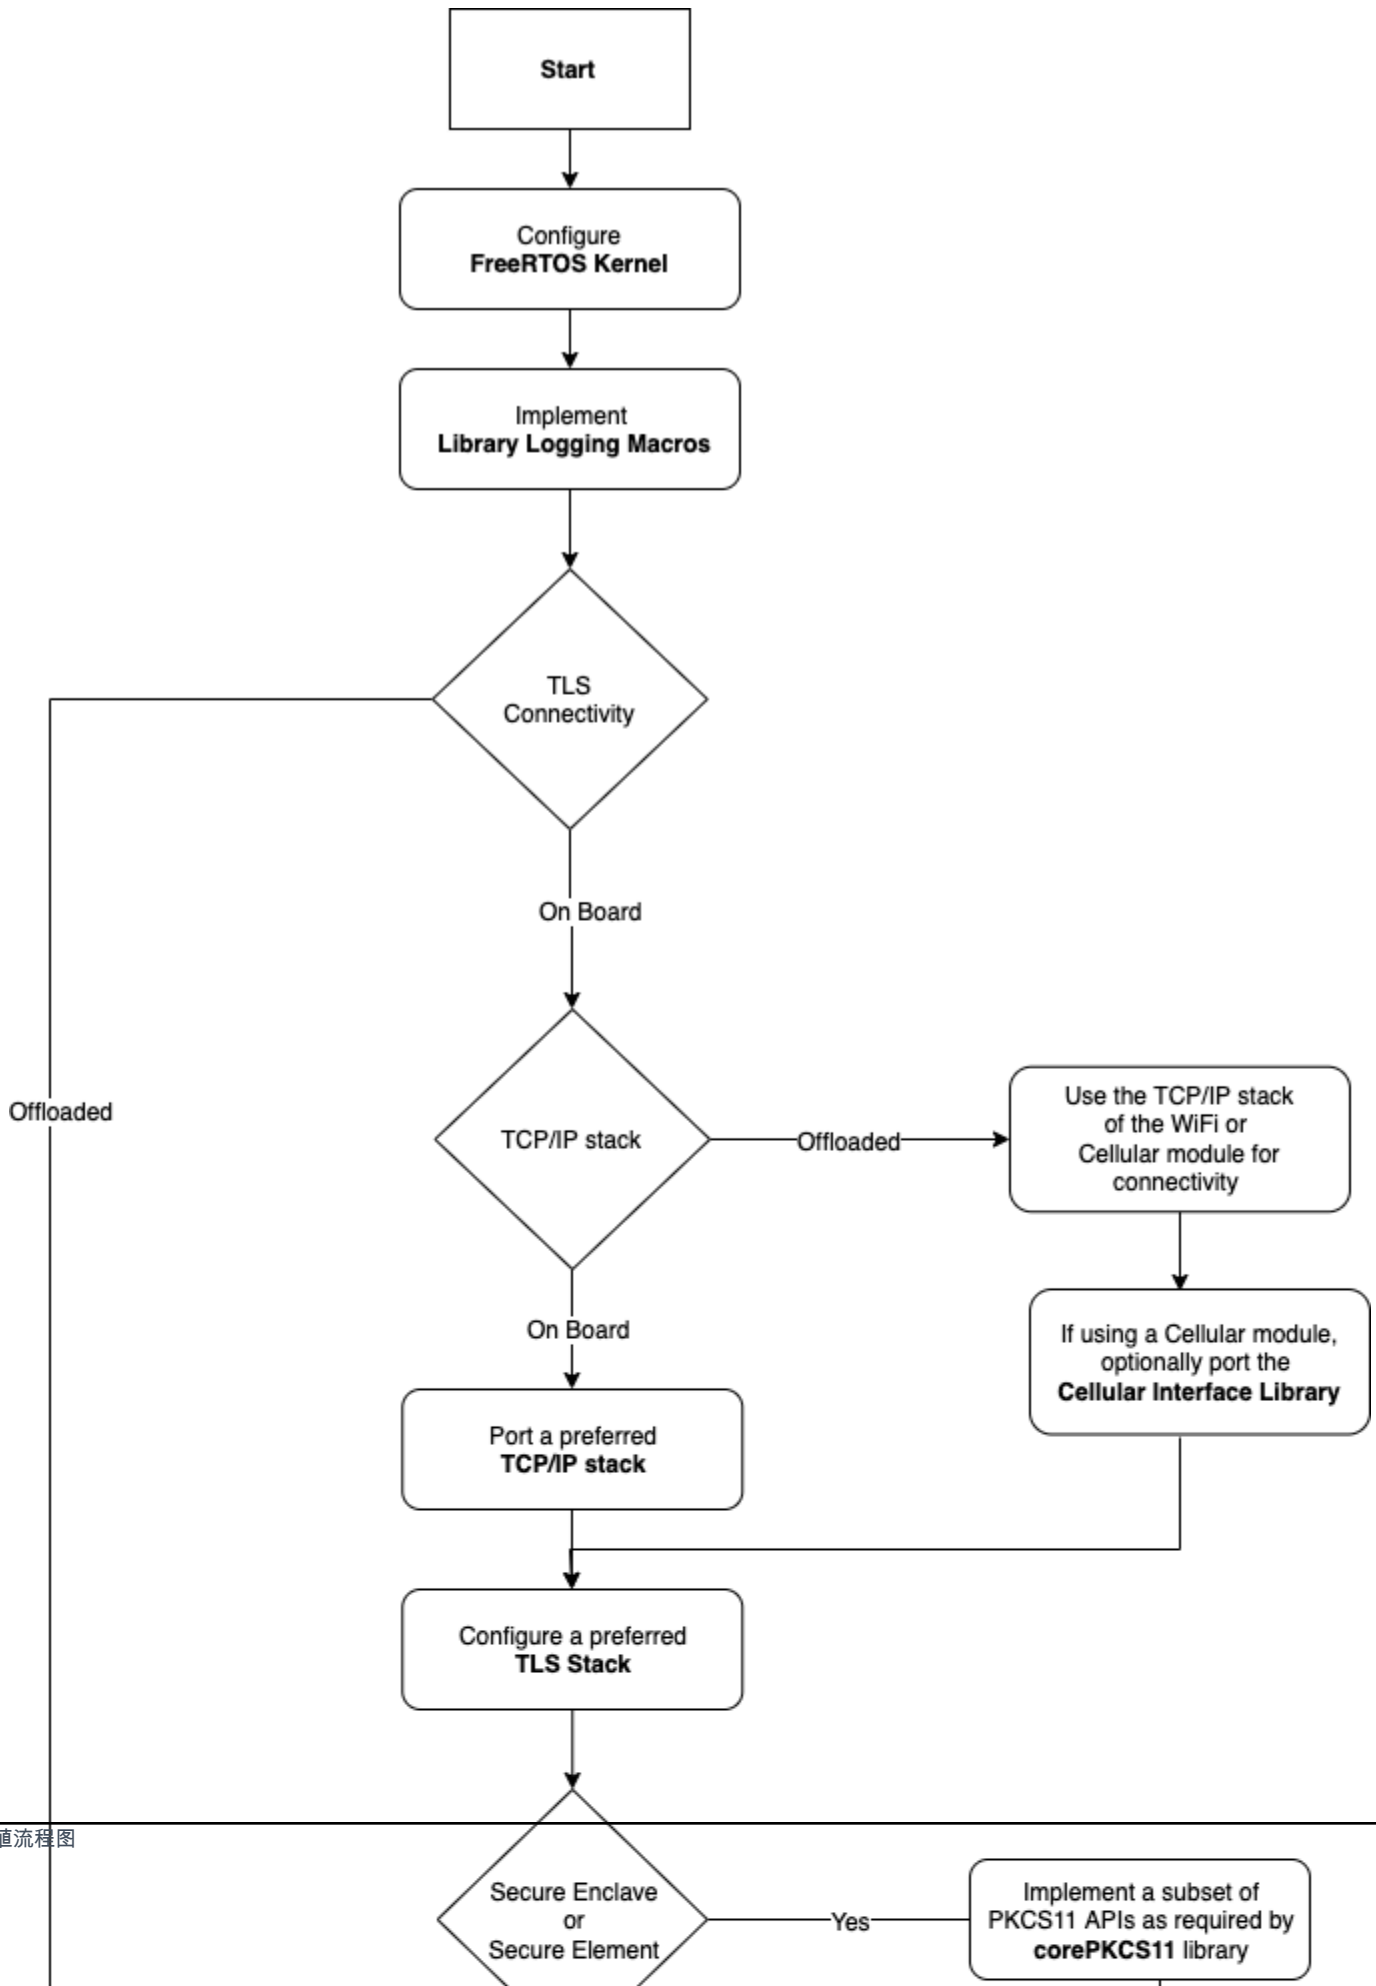 Start
Configure
FreeRTOS Kernel
Implement
Library Logging Macros
TLS
Connectivity
On Board
Offloaded
TCP/IP stack
Offloaded
Use the TCP/IP stack
of the WiFi or
Cellular module for
connectivity
If using a Cellular module,
optionally port the
Cellular Interface Library
On Board
Port a preferred
TCP/IP stack
Configure a preferred
TLS Stack
流程图
Secure Enclave
or
Secure Element
Yes
Implement a subset of
PKCS11 APIs as required by
corePKCS11 library